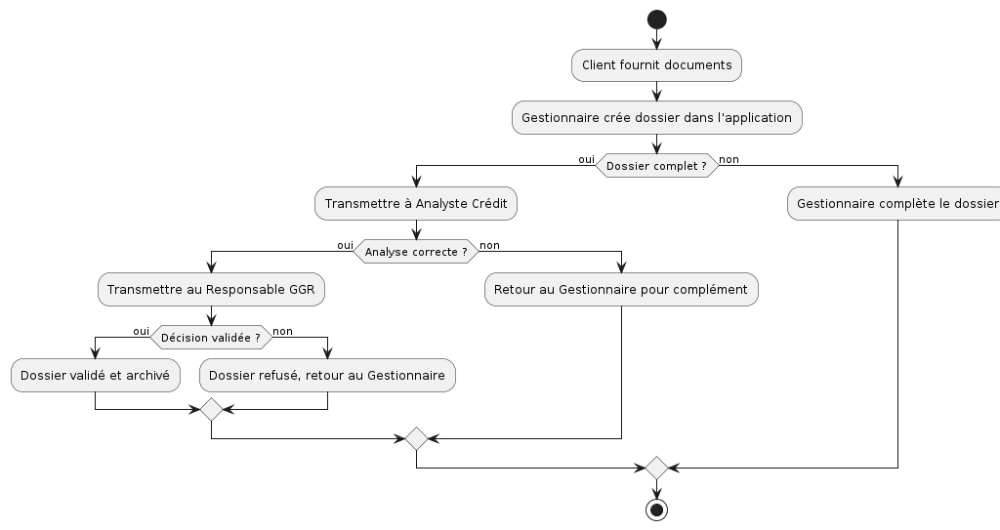 Client fournit documents
Gestionnaire crée dossier dans l'application
oui
Dossier complet ?
non
Transmettre à Analyste Crédit
Gestionnaire complète le dossier
oui
Analyse correcte ?
non
Transmettre au Responsable GGR
Retour au Gestionnaire pour complément
oui
Décision validée ?
non
Dossier validé et archivé
Dossier refusé, retour au Gestionnaire